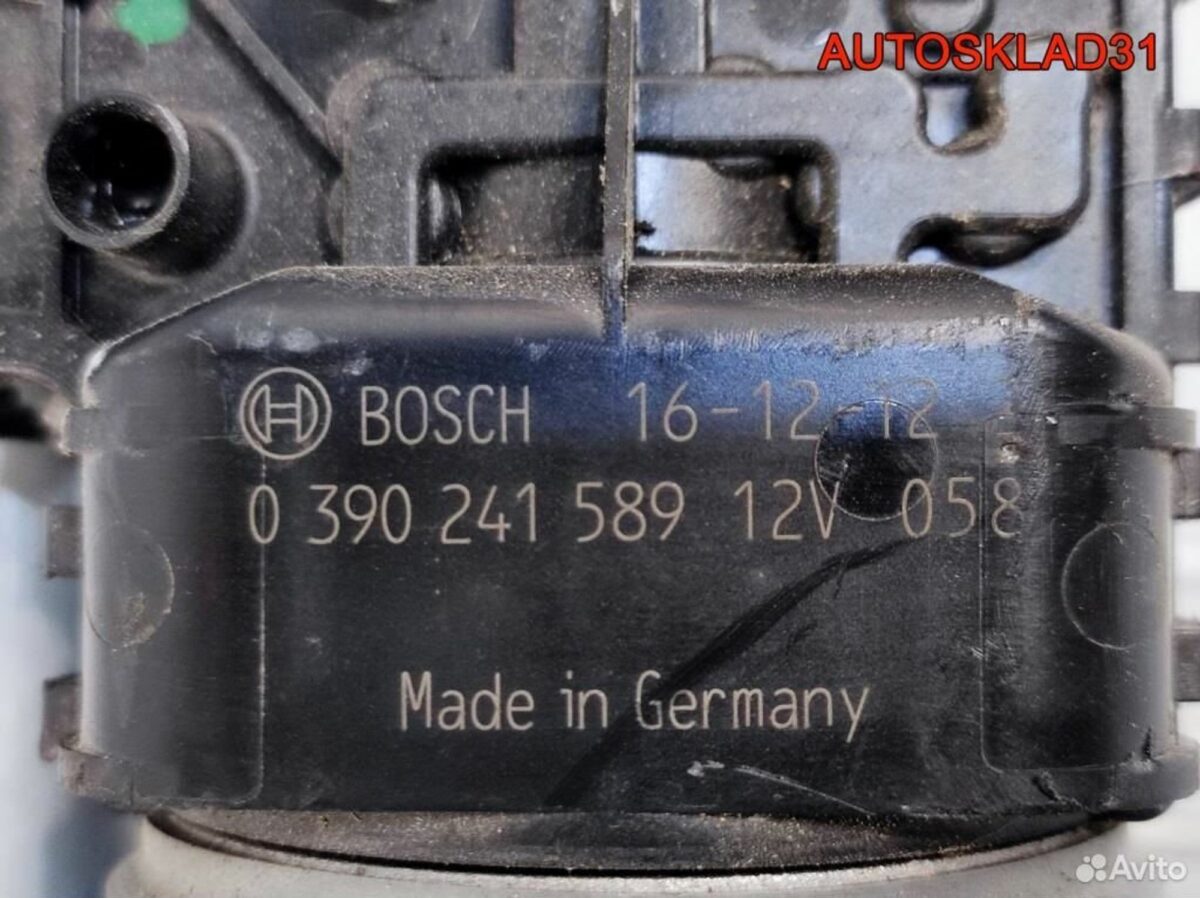 AUTOSKLAD31
BOSCH 16-12-12
0 390 241 589 12V 058
Made in Germany
Avito